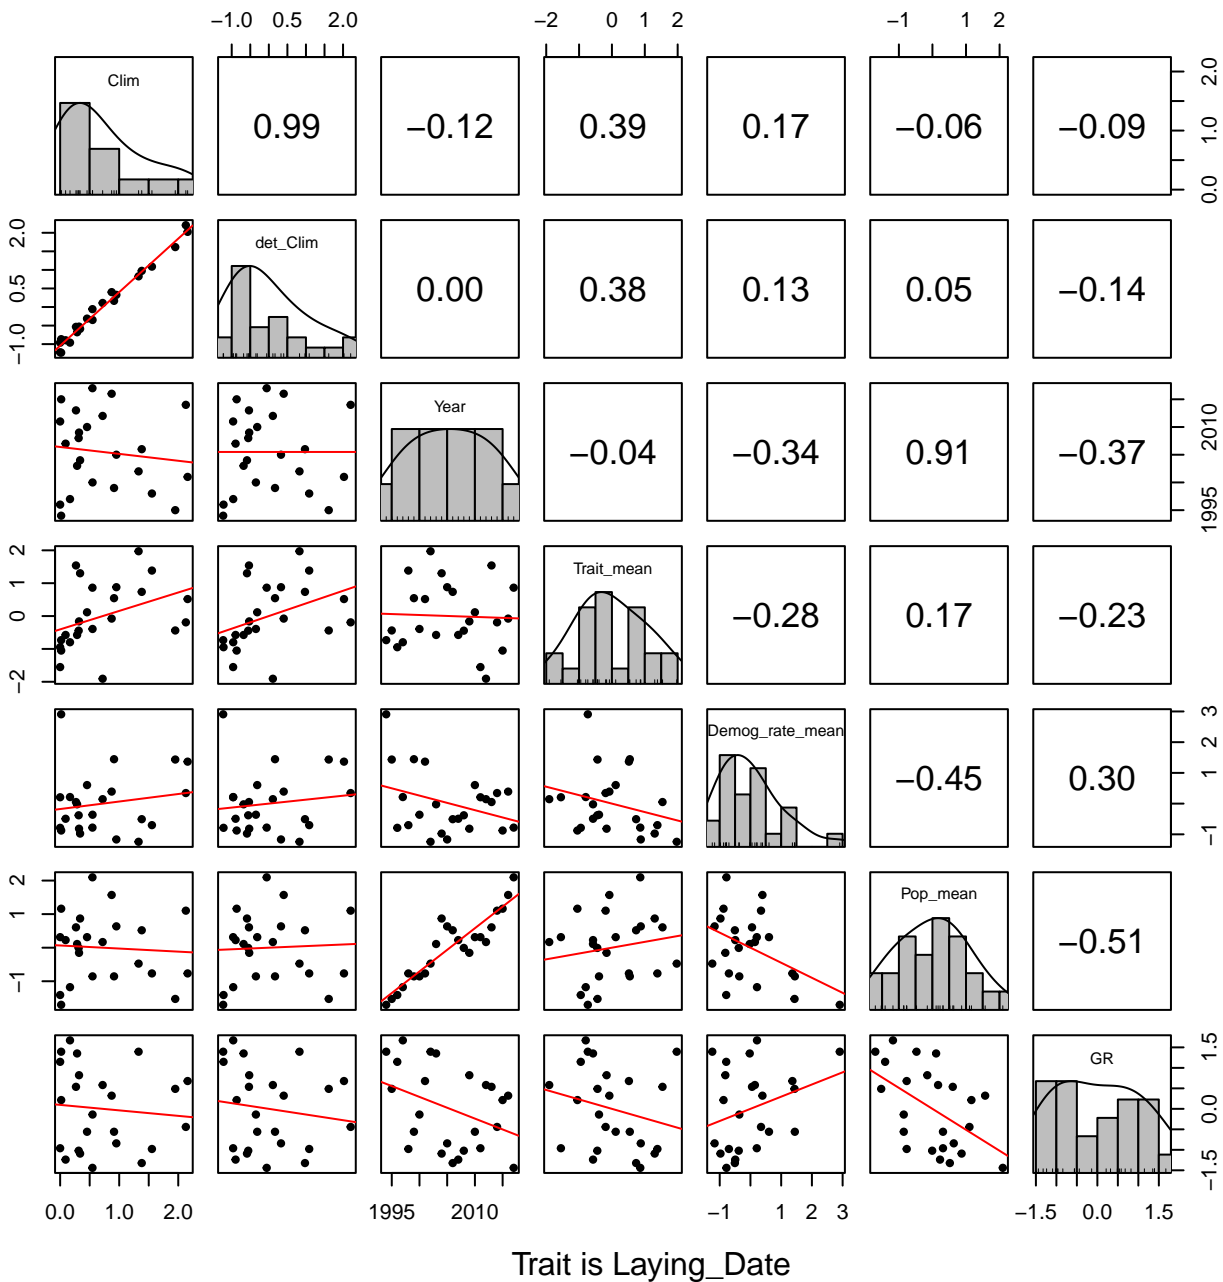 −1.0 0.5 2.0 −2 0 1 2 −1 1 2
Clim 0.99 −0.12 0.39 0.17 −0.06 −0.09 0.0 1.0 2.0
−1.0 0.5 2.0 det_Clim 0.00 0.38 0.13 0.05 −0.14
Year −0.04 −0.34 0.91 −0.37 1995 2010
−2 0 1 2 Trait_mean −0.28 0.17 −0.23
Demog_rate_mean −0.45 0.30 −1 1 2 3
−1 1 2 Pop_mean −0.51
GR −1.5 0.0 1.5
0.0 1.0 2.0 1995 2010 −1 1 2 3 −1.5 0.0 1.5
Trait is Laying_Date